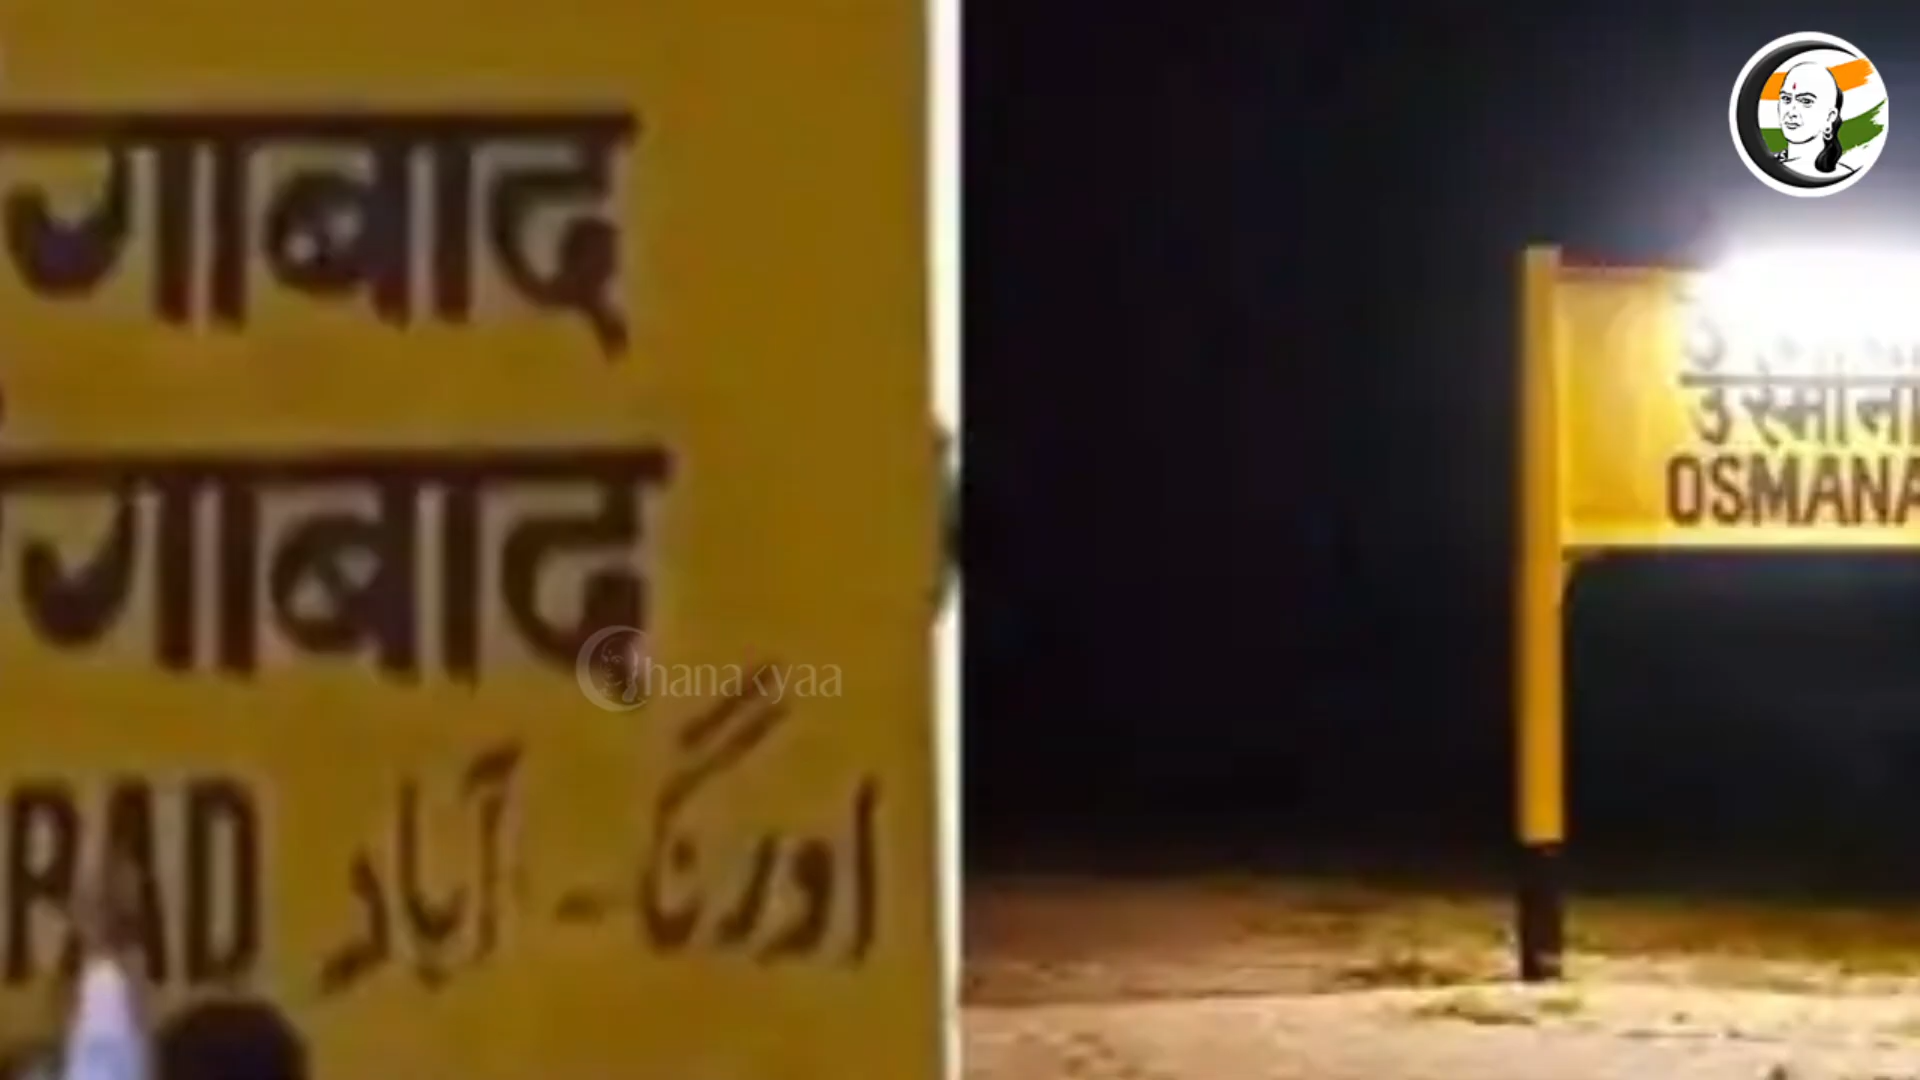 गाबाद
गाबाद
BAD اورنگ - آباد
hanakyaa
उस्माना
OSMANA